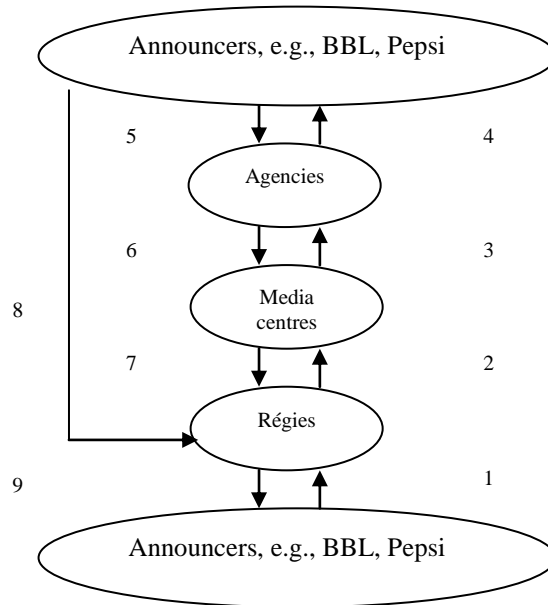 Announcers, e.g., BBL, Pepsi
5
4
Agencies
6
3
8
Media
centres
7
2
Régies
9
1
Announcers, e.g., BBL, Pepsi